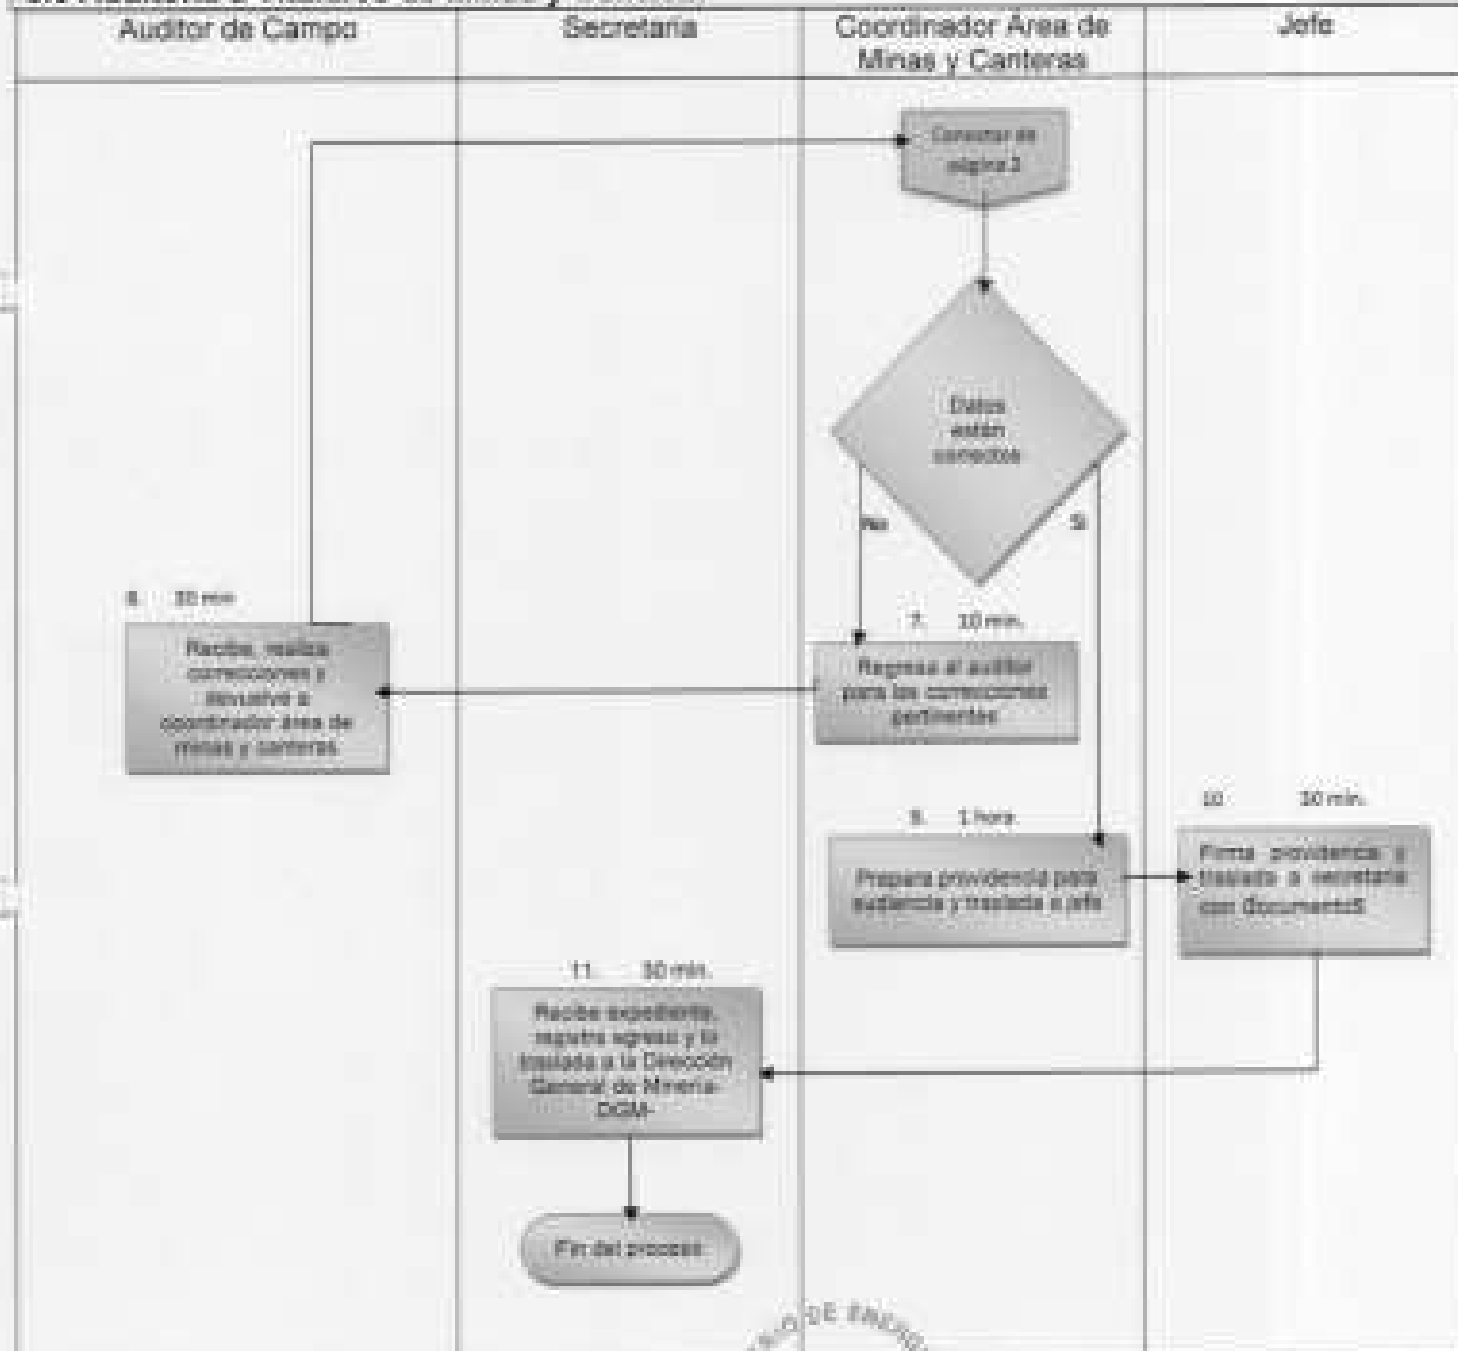 Auditor de Campo
Secretaria
Coordinador Área de
Minas y Canteras
Jefe
Conector de
página 2
Datos
están
correctos
No
Si
8. 30 min
Recibe, realiza
correcciones y
devuelve a
coordinador área de
minas y canteras
7. 10 min.
Regresa al auditor
para las correcciones
pertinentes
9. 1 hora
Prepara providencia para
audiencia y traslada a jefe
10 30 min.
Firma providencia y
traslada a secretaria
con documentos
11. 30 min.
Recibe expediente,
registra egreso y lo
traslada a la Dirección
General de Minería-
DGM-
Fin del proceso
DE